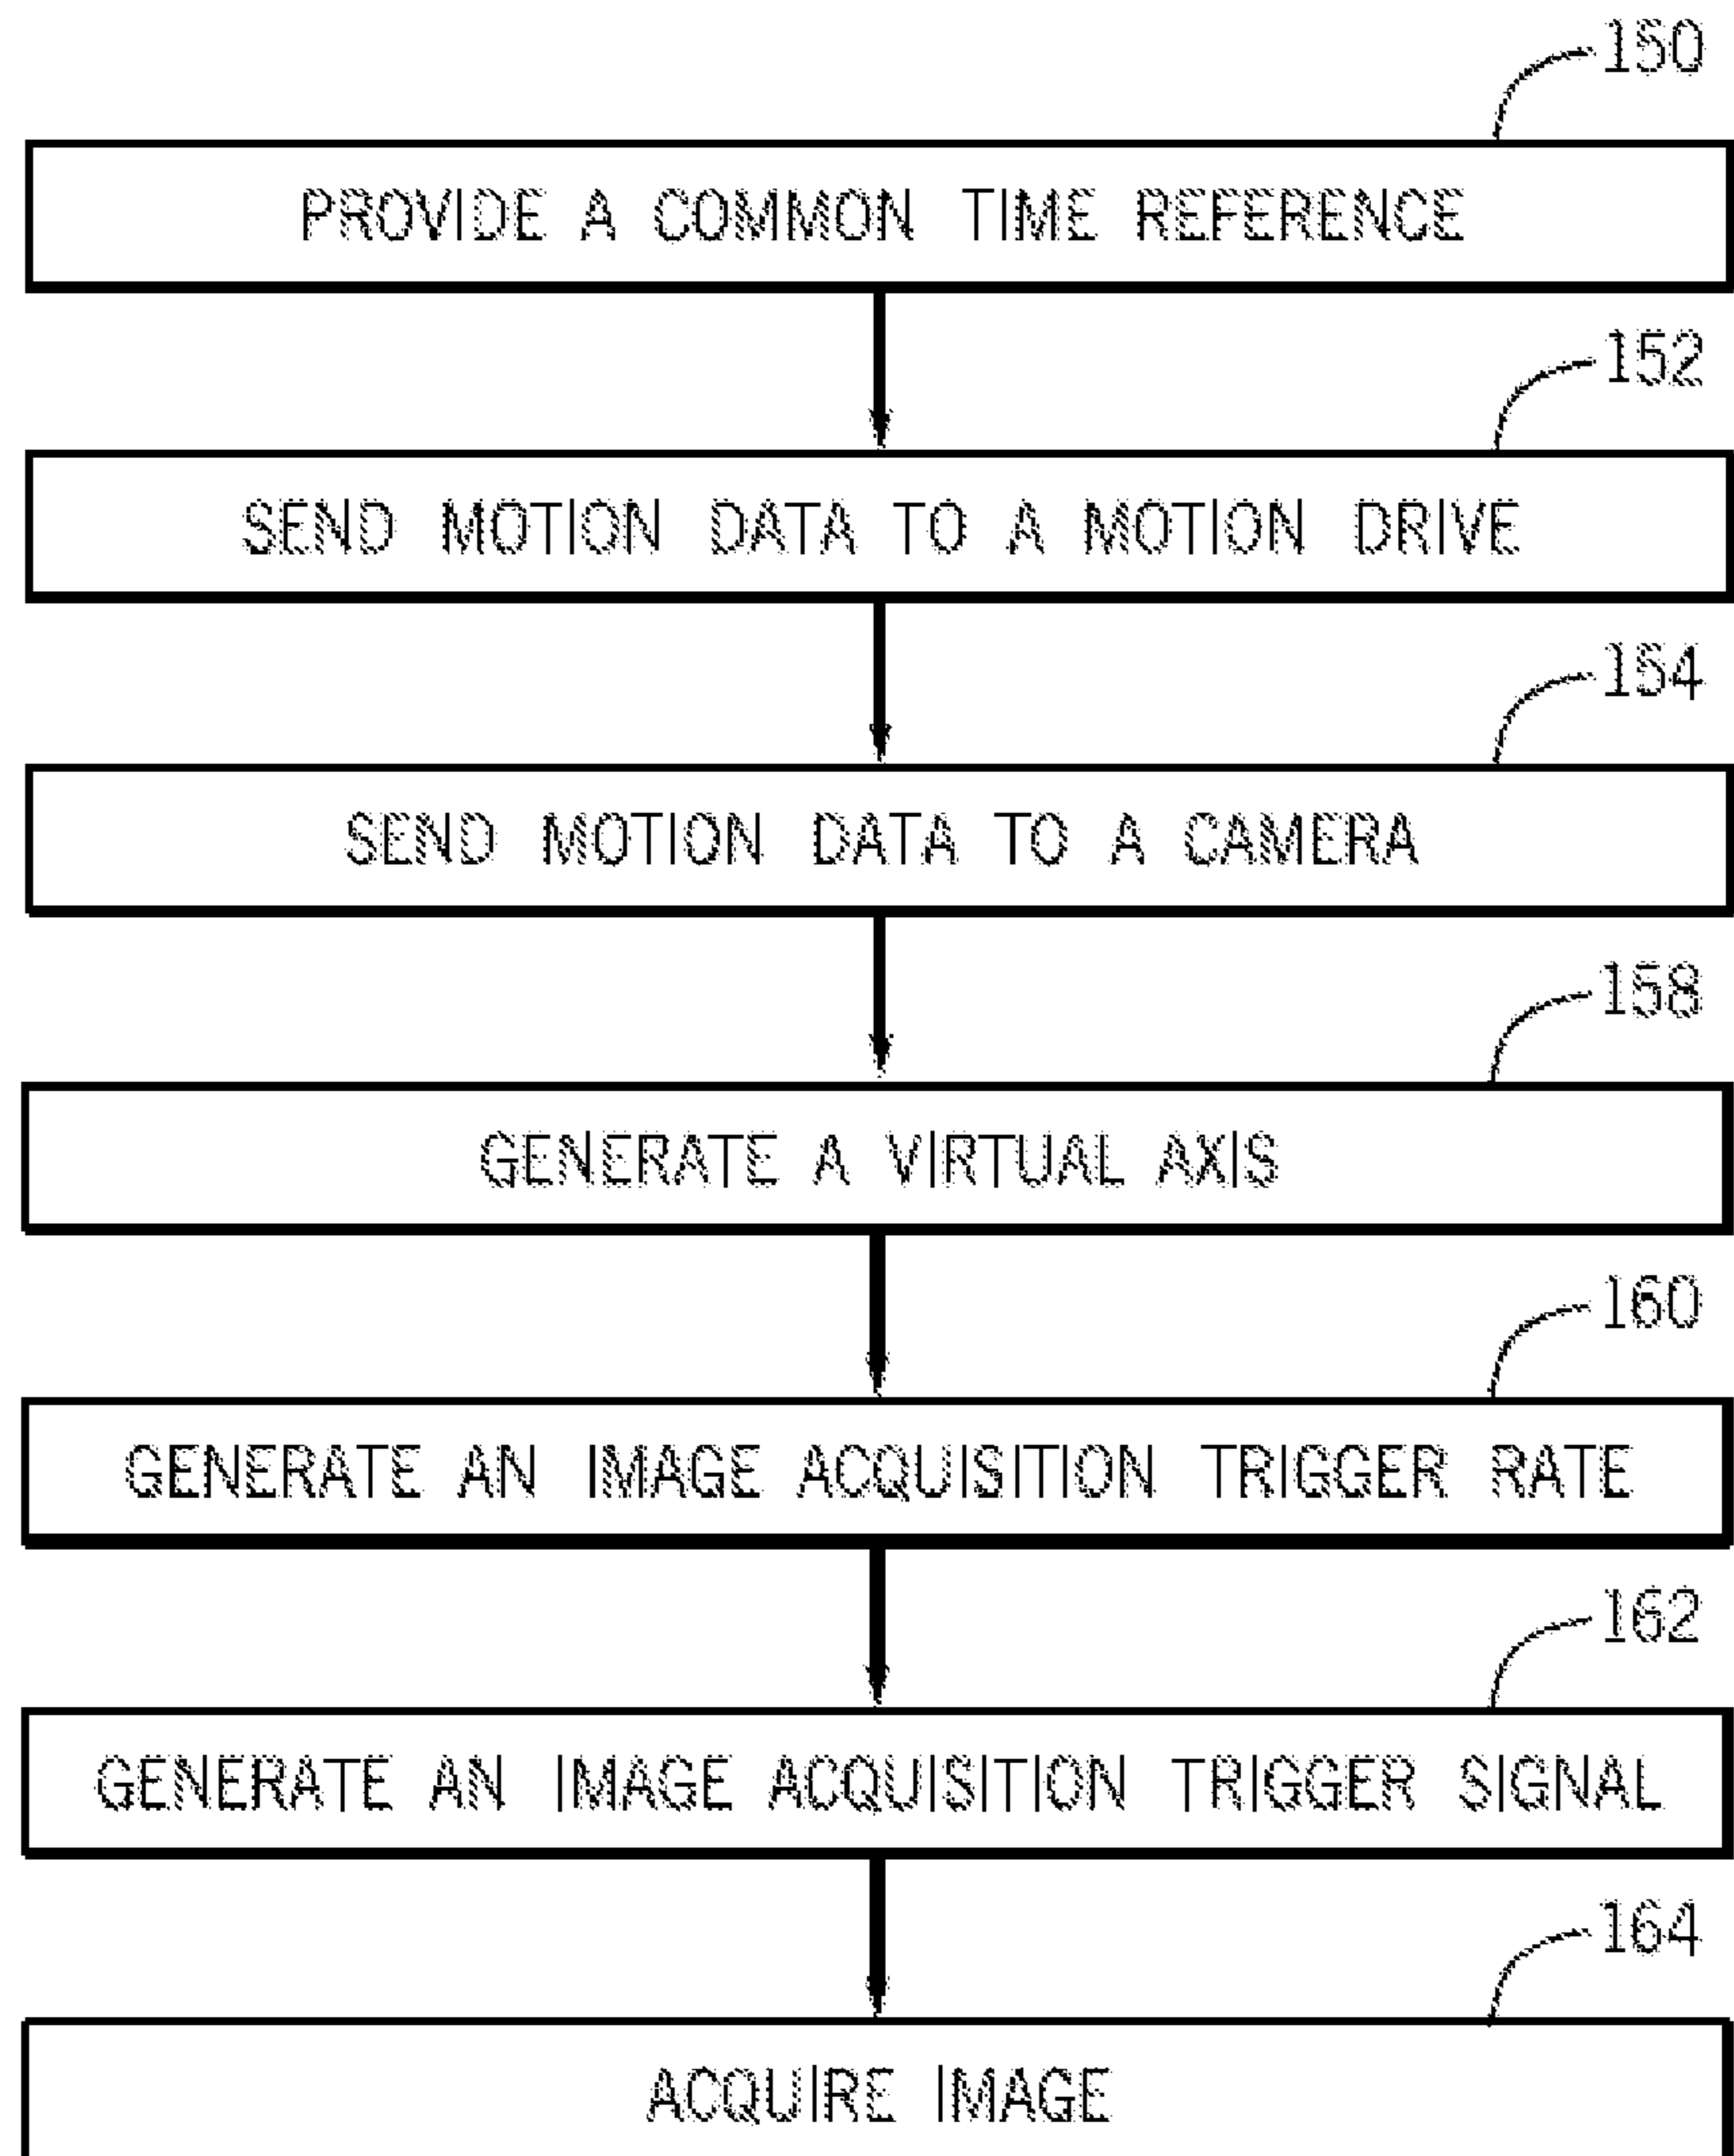 150
PROVIDE A COMMON TIME REFERENCE
152
SEND MOTION DATA TO A MOTION DRIVE
154
SEND MOTION DATA TO A CAMERA
158
GENERATE A VIRTUAL AXIS
160
GENERATE AN IMAGE ACQUISITION TRIGGER RATE
162
GENERATE AN IMAGE ACQUISITION TRIGGER SIGNAL
164
ACQUIRE IMAGE